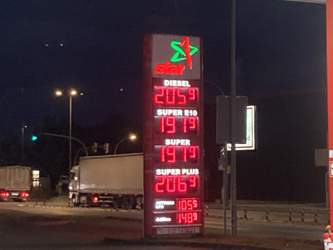 star
DIESEL
205⁹
SUPER E10
191⁹
SUPER
197⁹
SUPER PLUS
206⁹
105⁹
148⁹